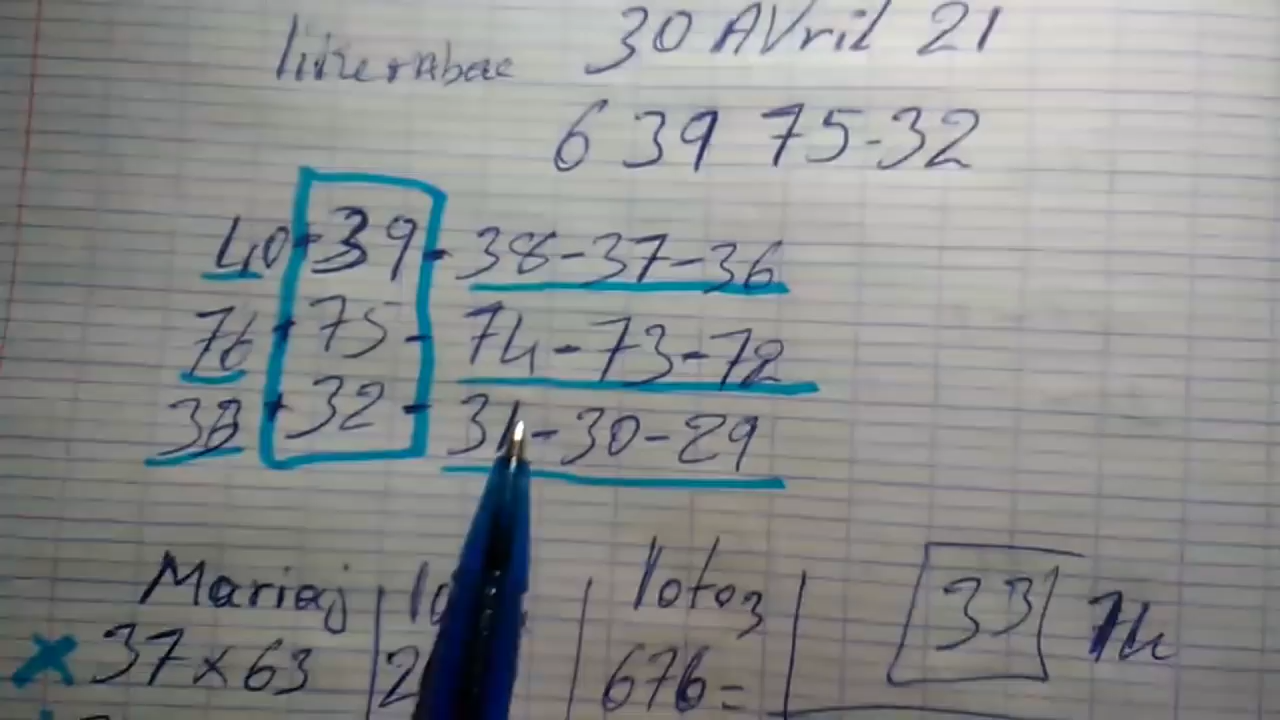 30 AVril 21
6 39 75-32
40-39-38-37-36
76-75-74-73-72
33-32-31-30-29
Mariaj loto3
37x63 676=
33